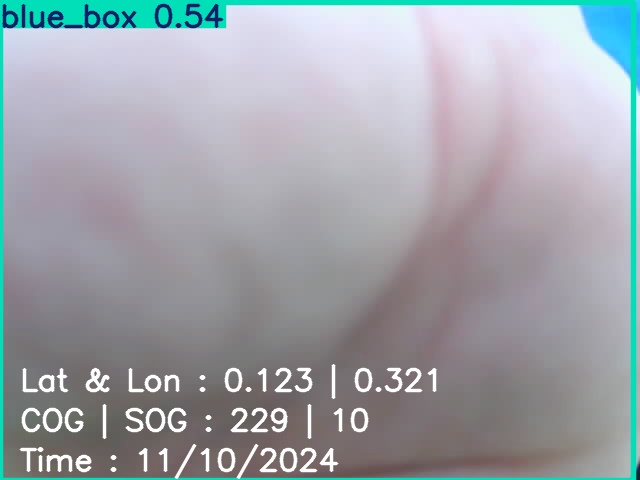 blue_box 0.54
Lat & Lon : 0.123 | 0.321
COG | SOG : 229 | 10
Time : 11/10/2024